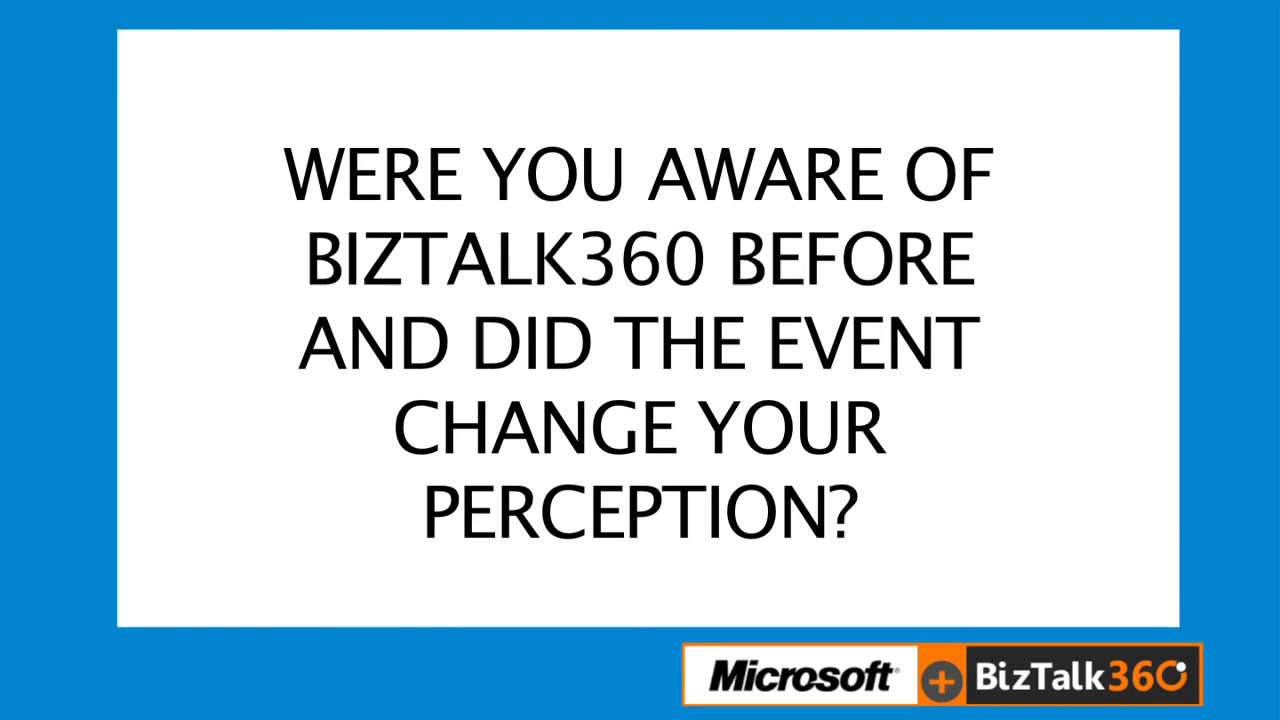 WERE YOU AWARE OF
BIZTALK360 BEFORE
AND DID THE EVENT
CHANGE YOUR
PERCEPTION?
Microsoft® + BizTalk360